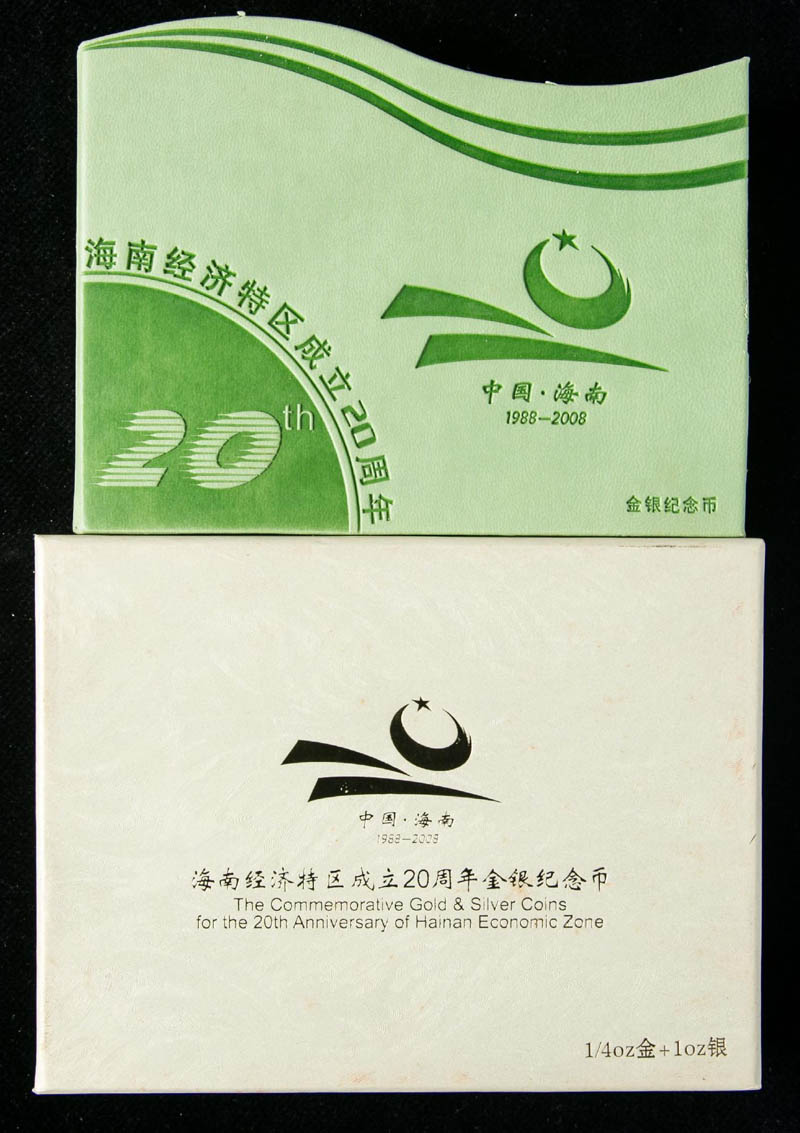 海南经济特区成立20周年
20th
中国·海南
1988—2008
金银纪念币
中国·海南
1988—2008
海南经济特区成立20周年金银纪念币
The Commemorative Gold & Silver Coins
for the 20th Anniversary of Hainan Economic Zone
1/4oz金+1oz银